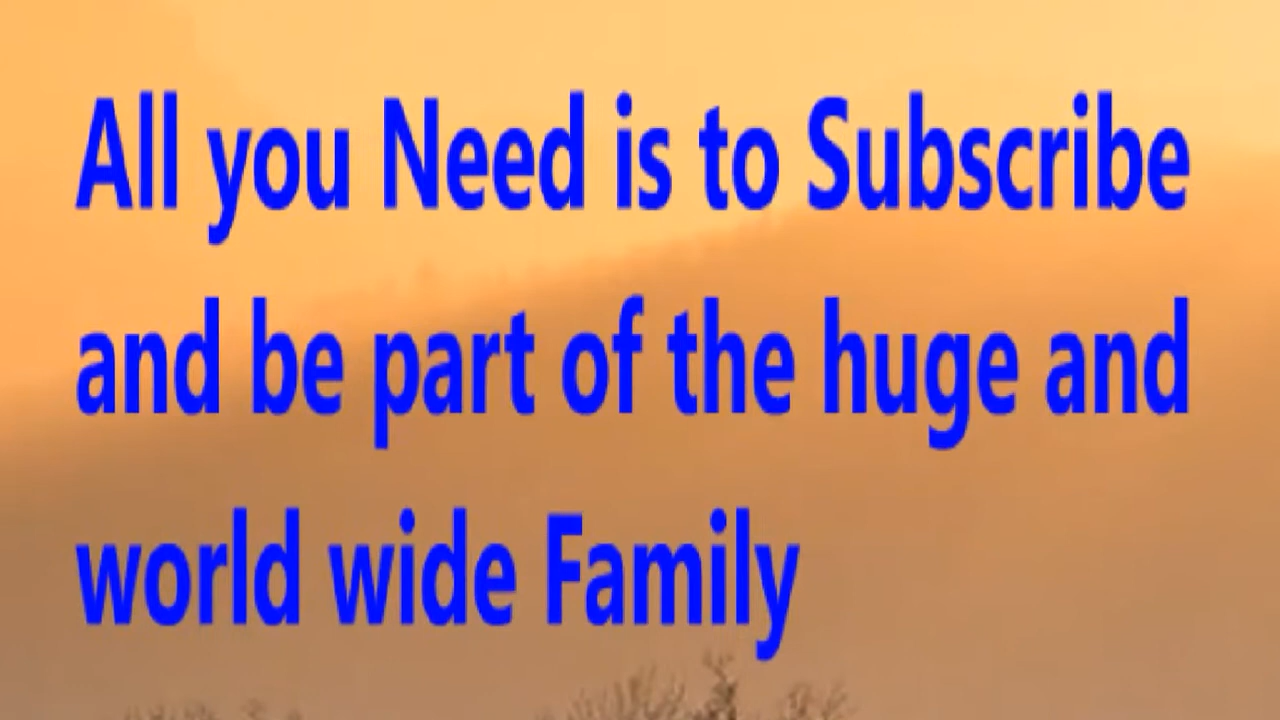 All you Need is to Subscribe
and be part of the huge and
world wide Family